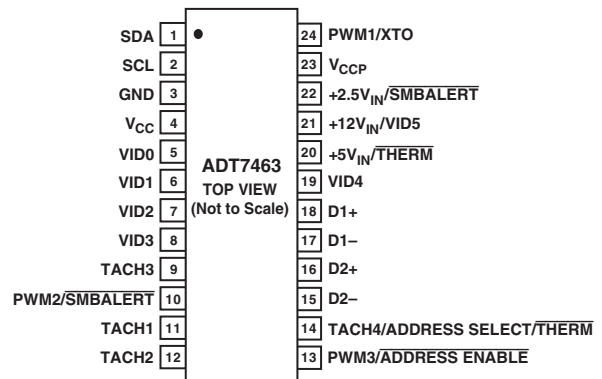 SDA 1 24 PWM1/XTO
SCL 2 23 VCCP
GND 3 22 +2.5VIN/SMBALERT
VCC 4 21 +12VIN/VID5
VID0 5 20 +5VIN/THERM
VID1 6 19 VID4
VID2 7 18 D1+
VID3 8 17 D1–
TACH3 9 16 D2+
PWM2/SMBALERT 10 15 D2–
TACH1 11 14 TACH4/ADDRESS SELECT/THERM
TACH2 12 13 PWM3/ADDRESS ENABLE
ADT7463
TOP VIEW
(Not to Scale)